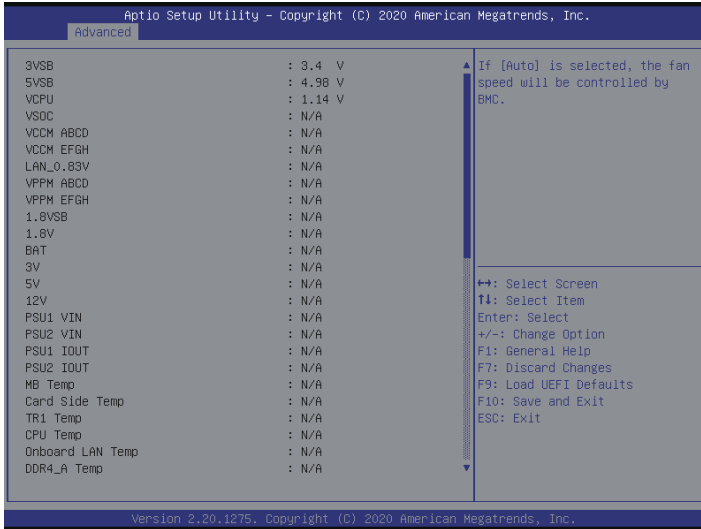 Aptio Setup Utility – Copyright (C) 2020 American Megatrends, Inc.
Advanced
3VSB : 3.4 V
5VSB : 4.98 V
VCPU : 1.14 V
VSOC : N/A
VCCM ABCD : N/A
VCCM EFGH : N/A
LAN_0.83V : N/A
VPPM ABCD : N/A
VPPM EFGH : N/A
1.8VSB : N/A
1.8V : N/A
BAT : N/A
3V : N/A
5V : N/A
12V : N/A
PSU1 VIN : N/A
PSU2 VIN : N/A
PSU1 IOUT : N/A
PSU2 IOUT : N/A
MB Temp : N/A
Card Side Temp : N/A
TR1 Temp : N/A
CPU Temp : N/A
Onboard LAN Temp : N/A
DDR4_A Temp : N/A
If [Auto] is selected, the fan
speed will be controlled by
BMC.
↔: Select Screen
↑↓: Select Item
Enter: Select
+/-: Change Option
F1: General Help
F7: Discard Changes
F9: Load UEFI Defaults
F10: Save and Exit
ESC: Exit
Version 2.20.1275. Copyright (C) 2020 American Megatrends, Inc.